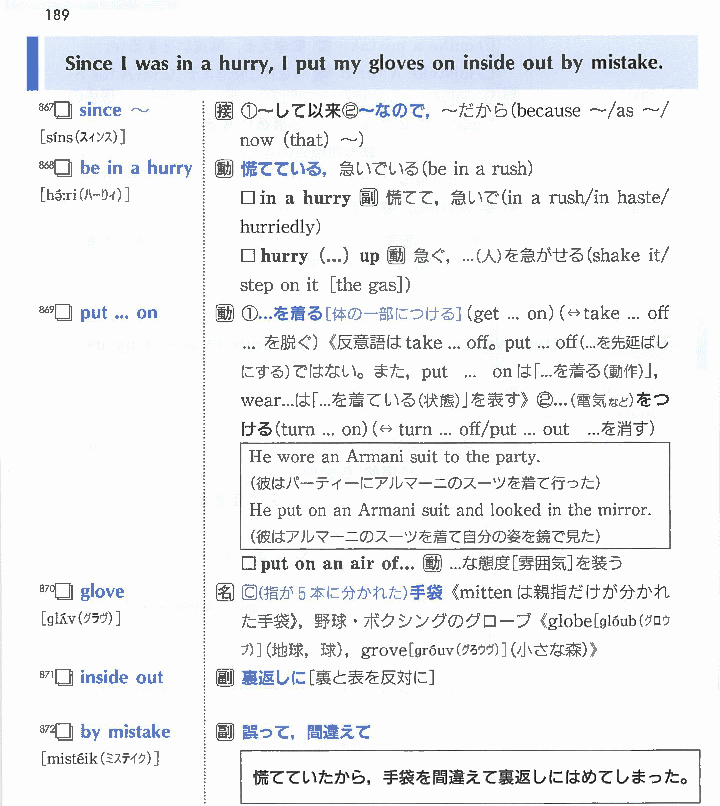 189
Since I was in a hurry, I put my gloves on inside out by mistake.
867 □ since ～ 接 ①～して以来②～なので，～だから(because ～/as ～/
[síns(スィンス)] now (that) ～)
868 □ be in a hurry 動 慌てている，急いでいる(be in a rush)
[hə́ːri(ハーリィ)] □ in a hurry 副 慌てて，急いで(in a rush/in haste/
hurriedly)
□ hurry (...) up 動 急ぐ，...(人)を急がせる(shake it/
step on it [the gas])
869 □ put ... on 動 ①...を着る[体の一部につける](get ... on)(↔take ... off
... を脱ぐ)《反意語は take ... off。put ... off(...を先延ばし
にする)ではない。また，put ... onは「...を着る(動作)」，
wear...は「...を着ている(状態)」を表す》②...(電気など)をつ
ける(turn ... on)(↔ turn ... off/put ... out ...を消す)
He wore an Armani suit to the party.
(彼はパーティーにアルマーニのスーツを着て行った)
He put on an Armani suit and looked in the mirror.
(彼はアルマーニのスーツを着て自分の姿を鏡で見た)
□ put on an air of... 動 ...な態度[雰囲気]を装う
870 □ glove 名 Ⓒ(指が5本に分かれた)手袋《mittenは親指だけが分かれ
[glʌ́v(グラヴ)] た手袋》，野球・ボクシングのグローブ《globe[glóub(グロウ
ブ)](地球，球)，grove[gróuv(グろウヴ)](小さな森)》
871 □ inside out 副 裏返しに[裏と表を反対に]
872 □ by mistake 副 誤って，間違えて
[mistéik(ミステイク)]
慌てていたから，手袋を間違えて裏返しにはめてしまった。